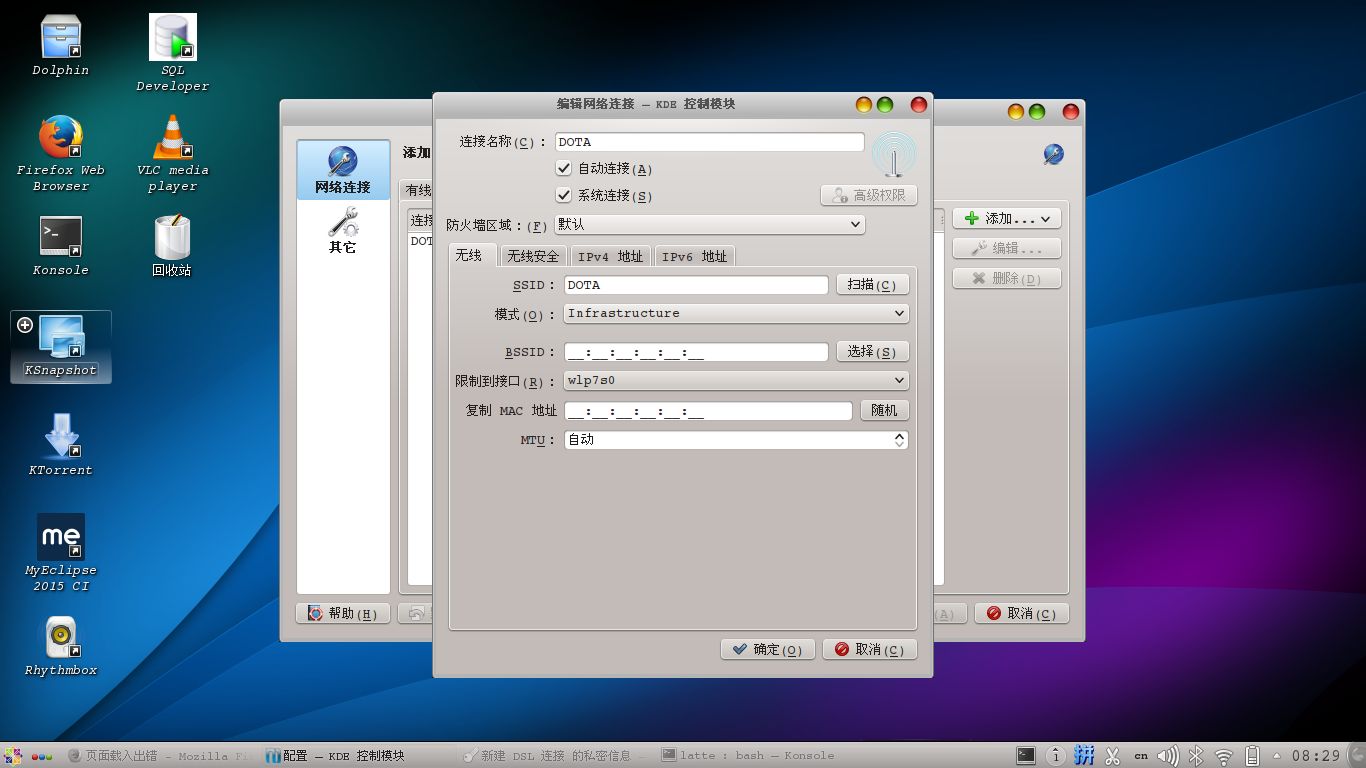 Dolphin
SQL
Developer
Firefox Web
Browser
VLC media
player
Konsole
回收站
KSnapshot
KTorrent
me
MyEclipse
2015 CI
Rhythmbox
网络连接
其它
添加
有线
连接
DOT
添加...
编辑...
删除(D)
帮助(H)
(A)
取消(C)
编辑网络连接 — KDE 控制模块
连接名称(C)： DOTA
自动连接(A)
系统连接(S)
高级权限
防火墙区域：(F) 默认
无线 无线安全 IPv4 地址 IPv6 地址
SSID： DOTA 扫描(C)
模式(O)： Infrastructure
BSSID： __:__:__:__:__:__ 选择(S)
限制到接口(R)： wlp7s0
复制 MAC 地址 __:__:__:__:__:__ 随机
MTU： 自动
确定(O) 取消(C)
页面载入出错 - Mozilla Fi
配置 — KDE 控制模块
新建 DSL 连接 的私密信息
latte : bash — Konsole
拼
cn
08:29